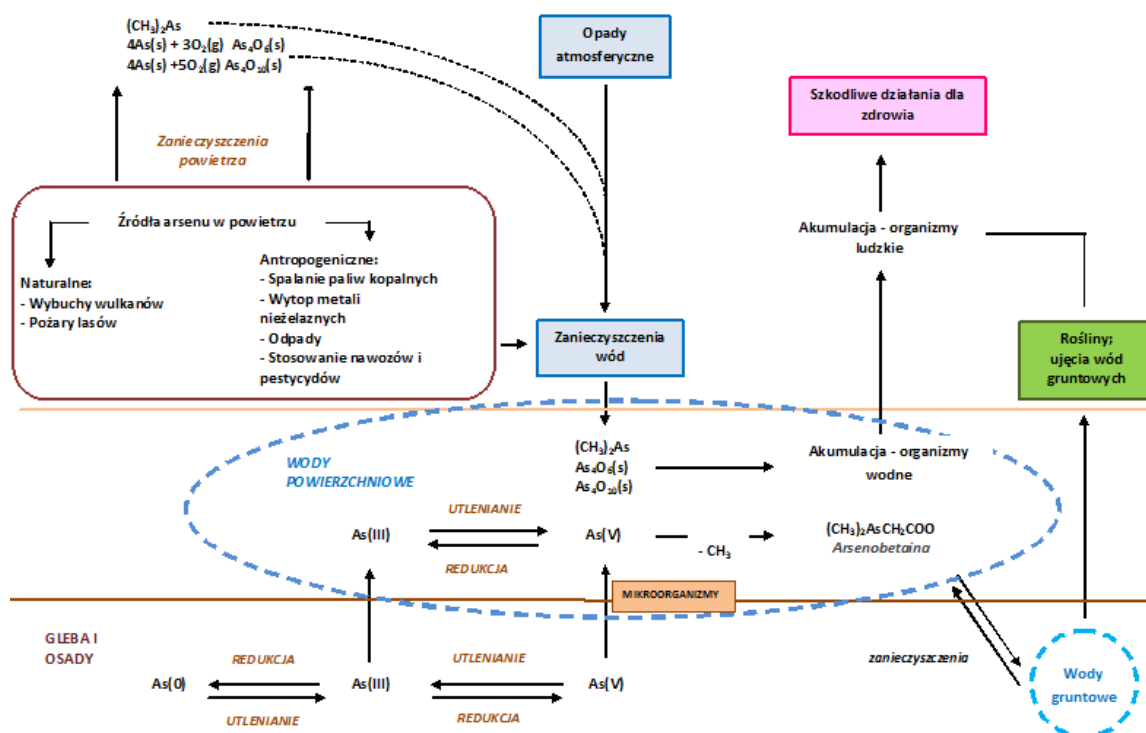 (CH₃)₂As
4As(s) + 3O₂(g) As₄O₆(s)
4As(s) +5O₂(g) As₄O₁₀(s)
Opady
atmosferyczne
Szkodliwe działania dla
zdrowia
Zanieczyszczenia
powietrza
Źródła arsenu w powietrzu
Naturalne:
- Wybuchy wulkanów
- Pożary lasów
Antropogeniczne:
- Spalanie paliw kopalnych
- Wytop metali
nieżelaznych
- Odpady
- Stosowanie nawozów i
pestycydów
Akumulacja - organizmy
ludzkie
Zanieczyszczenia
wód
Rośliny;
ujęcia wód
gruntowych
WODY
POWIERZCHNIOWE
(CH₃)₂As
As₄O₆(s)
As₄O₁₀(s)
Akumulacja - organizmy
wodne
UTLENIANIE
As(III)
As(V)
REDUKCJA
- CH₃
(CH₃)₂AsCH₂COO
Arsenobetaina
MIKROORGANIZMY
GLEBA I
OSADY
REDUKCJA
UTLENIANIE
As(0)
As(III)
As(V)
UTLENIANIE
REDUKCJA
zanieczyszczenia
Wody
gruntowe